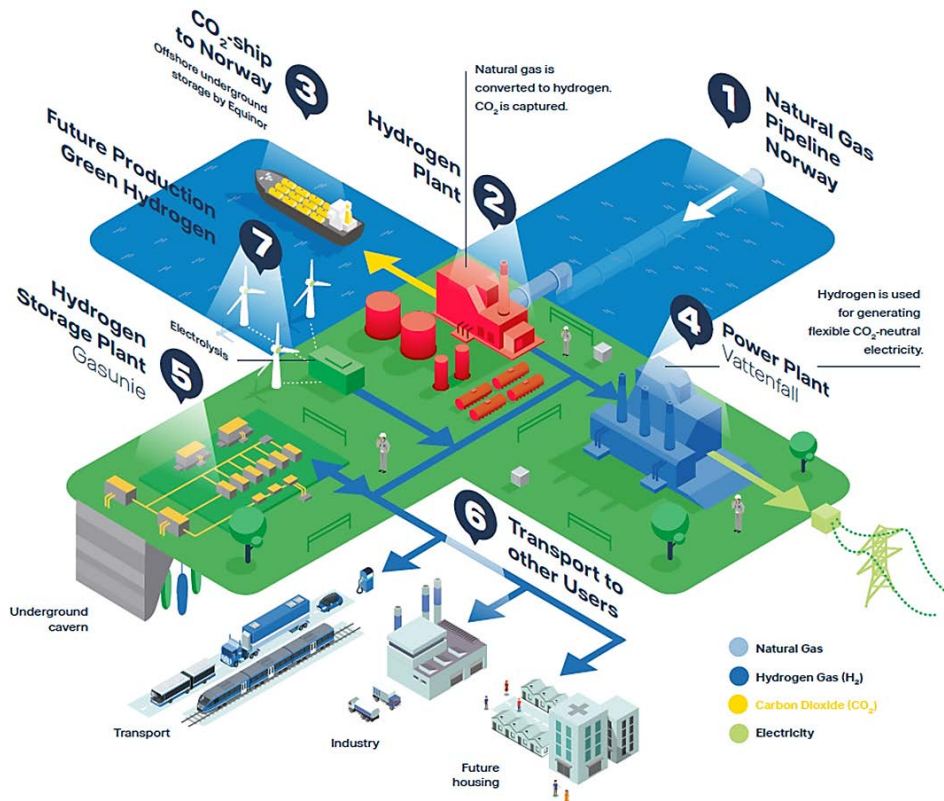 CO₂-ship
to Norway
Offshore underground
storage by Equinor
3
Natural gas is
converted to hydrogen.
CO₂ is captured.
1
Natural Gas
Pipeline
Norway
Hydrogen
Plant
2
Future Production
Green Hydrogen
7
Electrolysis
Hydrogen
Storage Plant
Gasunie
5
Hydrogen is used
for generating
flexible CO₂-neutral
electricity.
4
Power Plant
Vattenfall
6
Transport to
other Users
Underground
cavern
Transport
Industry
Future
housing
Natural Gas
Hydrogen Gas (H₂)
Carbon Dioxide (CO₂)
Electricity